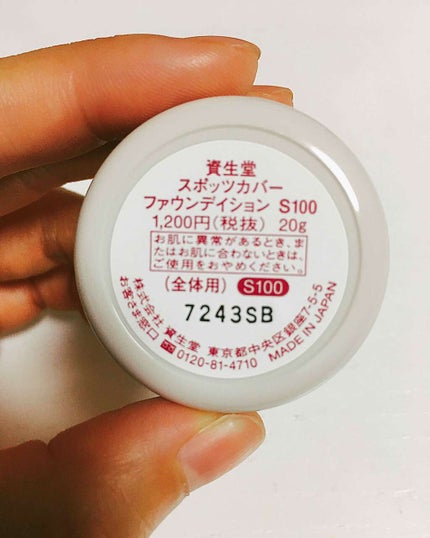 資生堂
スポッツカバー
ファウンデイション S100
1,200円(税抜) 20g
お肌に異常があるとき、ま
たはお肌に合わないときは、
ご使用をおやめください。
(全体用) S100
7243SB
株式会社 資生堂 東京都中央区銀座7-5-5
お客さま窓口 0120-81-4710 MADE IN JAPAN